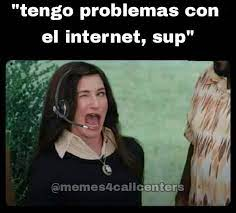 "tengo problemas con
el internet, sup"
@memes4callcenters